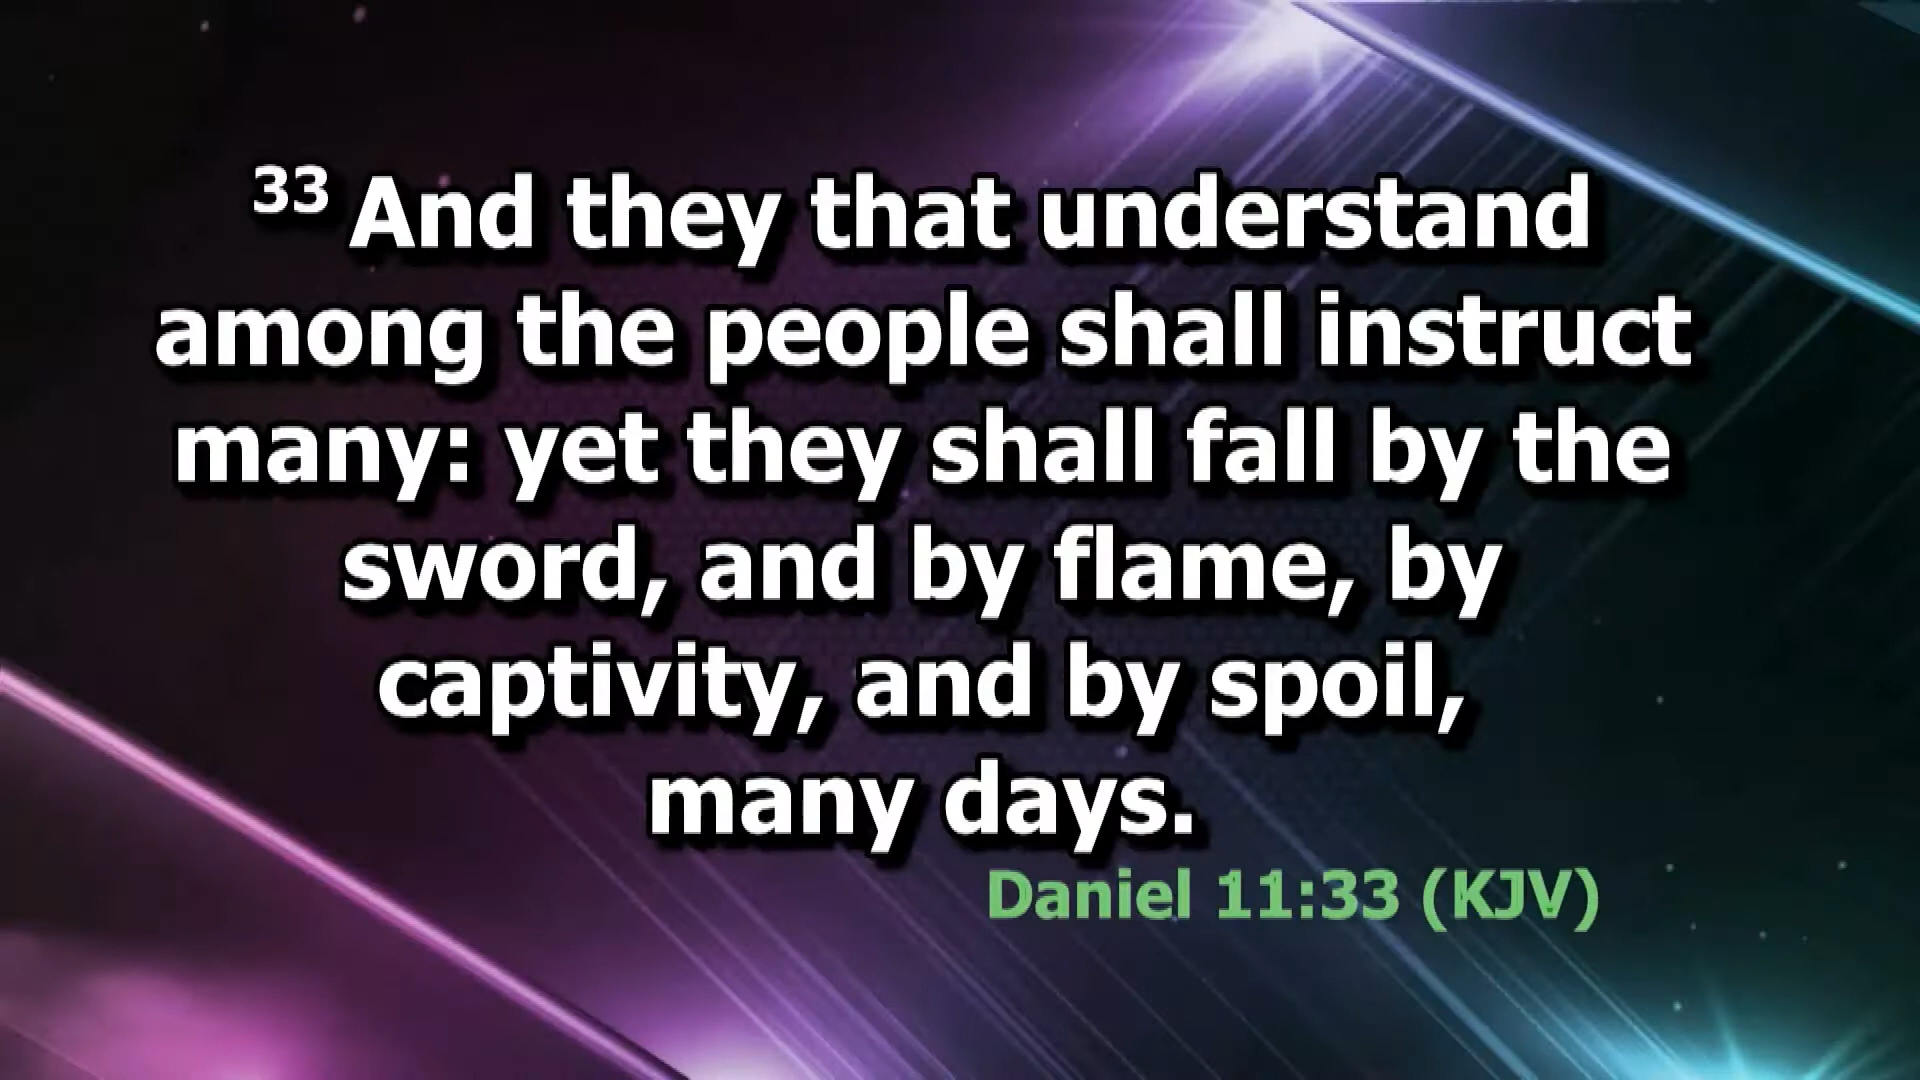 33 And they that understand
among the people shall instruct
many: yet they shall fall by the
sword, and by flame, by
captivity, and by spoil,
many days.
Daniel 11:33 (KJV)